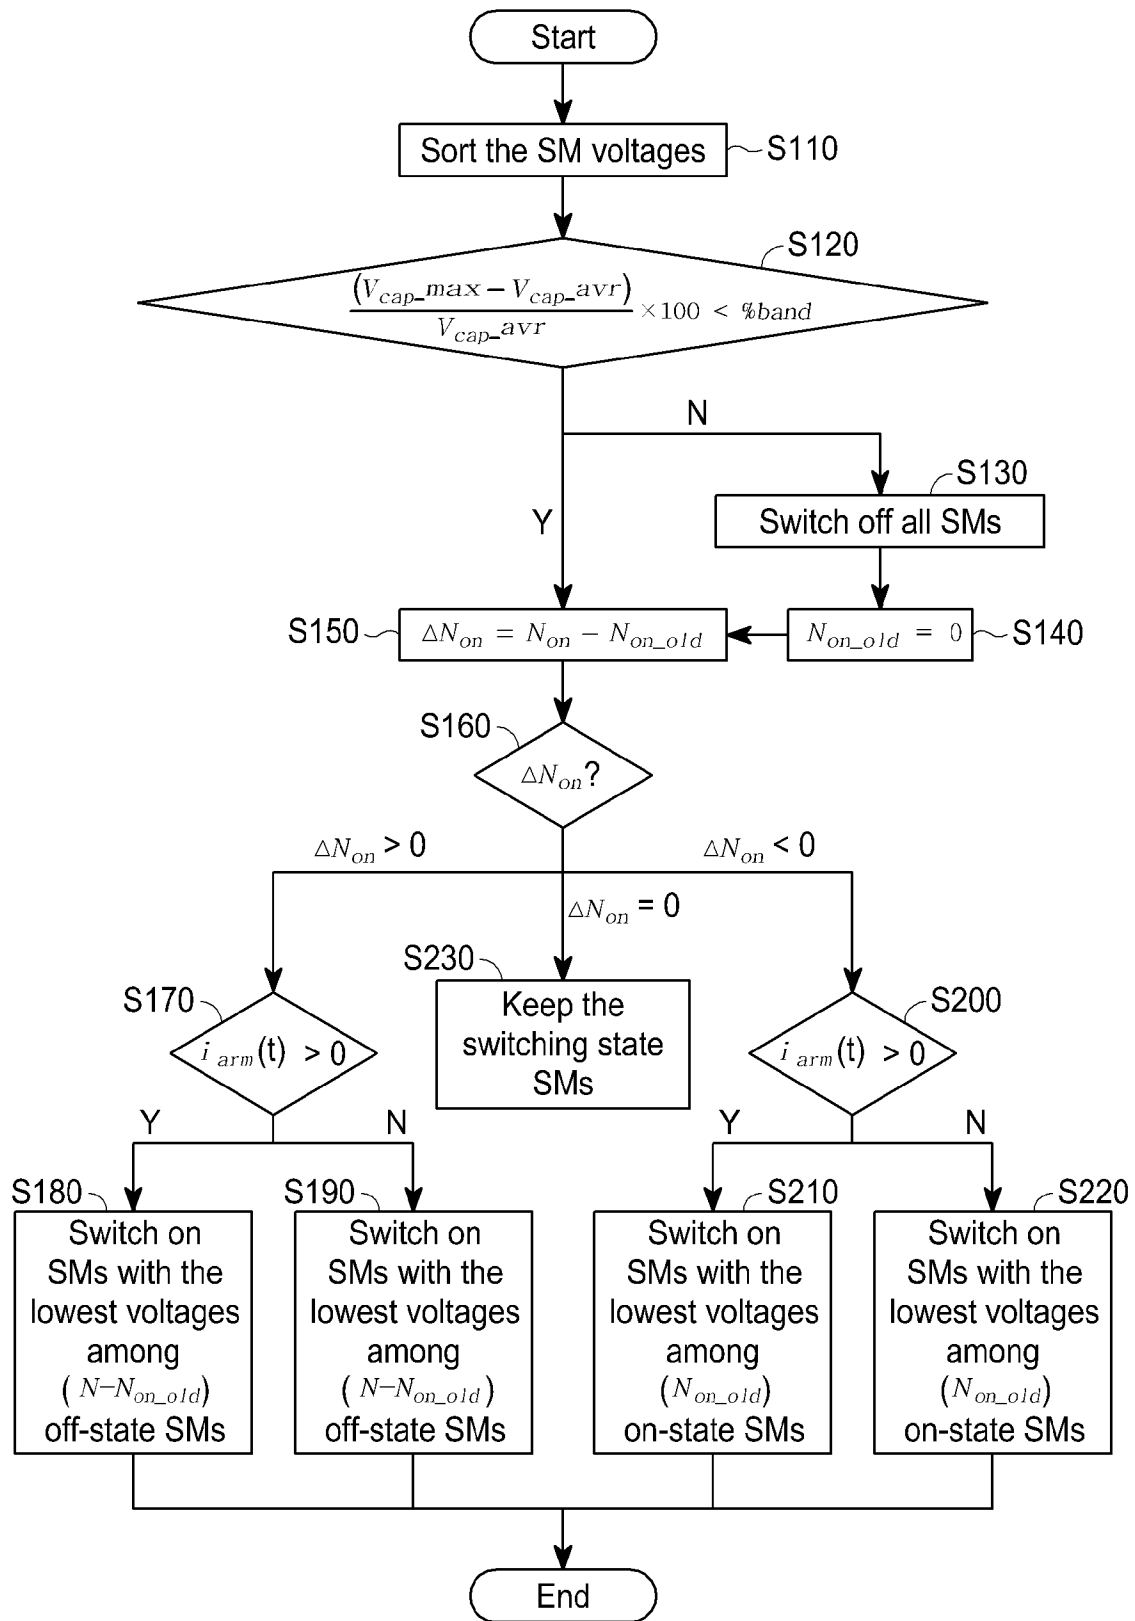 Start
Sort the SM voltages
S110
S120
(V_cap_max − V_cap_avr)
V_cap_avr
×100 < %band
N
Y
S130
Switch off all SMs
S150
ΔN_on = N_on − N_on_old
N_on_old = 0
S140
S160
ΔN_on?
ΔN_on > 0
ΔN_on < 0
ΔN_on = 0
S170
i_arm(t) > 0
S230
Keep the
switching state
SMs
S200
i_arm(t) > 0
Y
N
Y
N
S180
Switch on
SMs with the
lowest voltages
among
(N−N_on_old)
off-state SMs
S190
Switch on
SMs with the
lowest voltages
among
(N−N_on_old)
off-state SMs
S210
Switch on
SMs with the
lowest voltages
among
(N_on_old)
on-state SMs
S220
Switch on
SMs with the
lowest voltages
among
(N_on_old)
on-state SMs
End